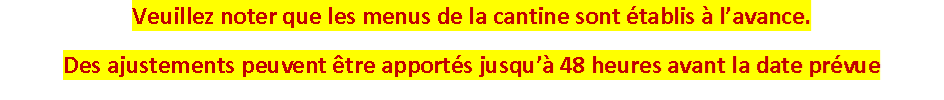 Veuillez noter que les menus de la cantine sont établis à l’avance.
Des ajustements peuvent être apportés jusqu’à 48 heures avant la date prévue